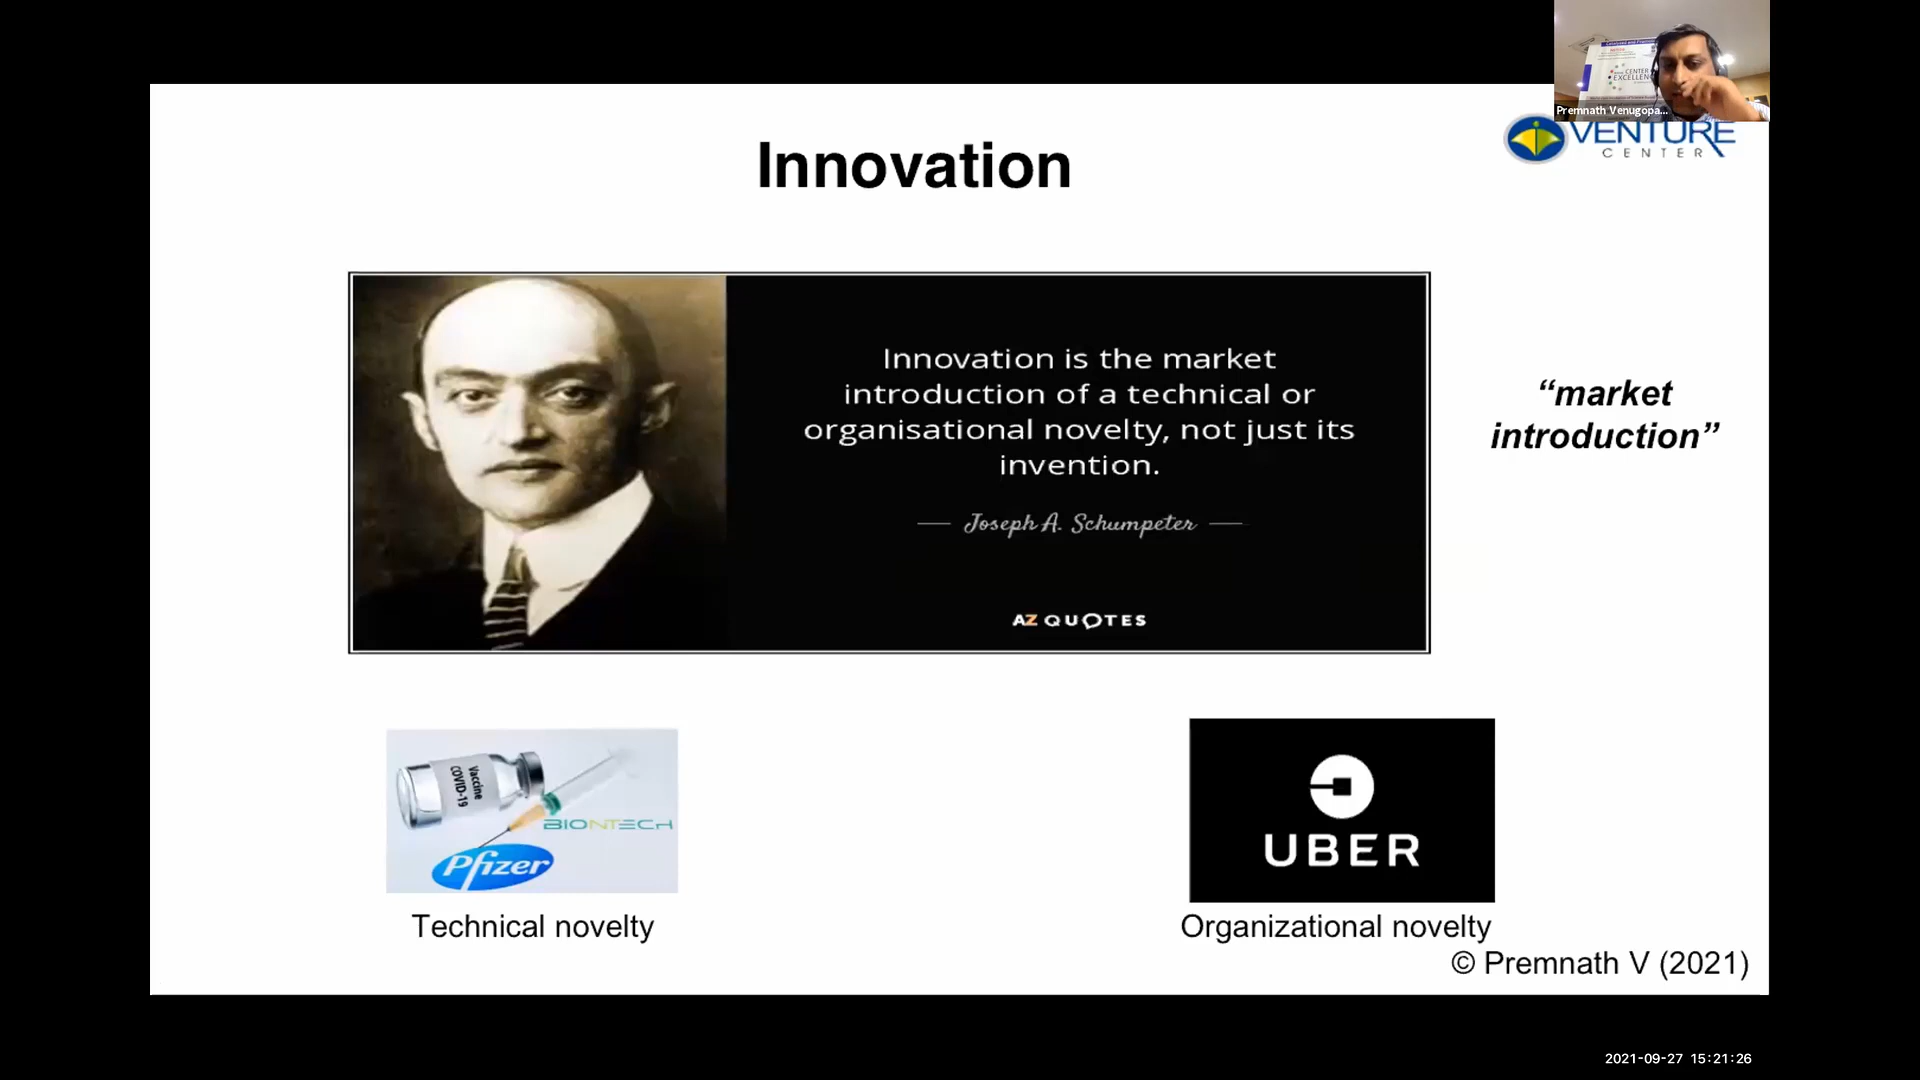 CENTER
EXCELLENC
Premnath Venugopa...
VENTURE
CENTER
Innovation
Innovation is the market
introduction of a technical or
organisational novelty, not just its
invention.
Joseph A. Schumpeter
AZ QUOTES
“market
introduction”
Vaccine
COVID-19
BIONTECH
Pfizer
UBER
Technical novelty
Organizational novelty
© Premnath V (2021)
2021-09-27 15:21:26